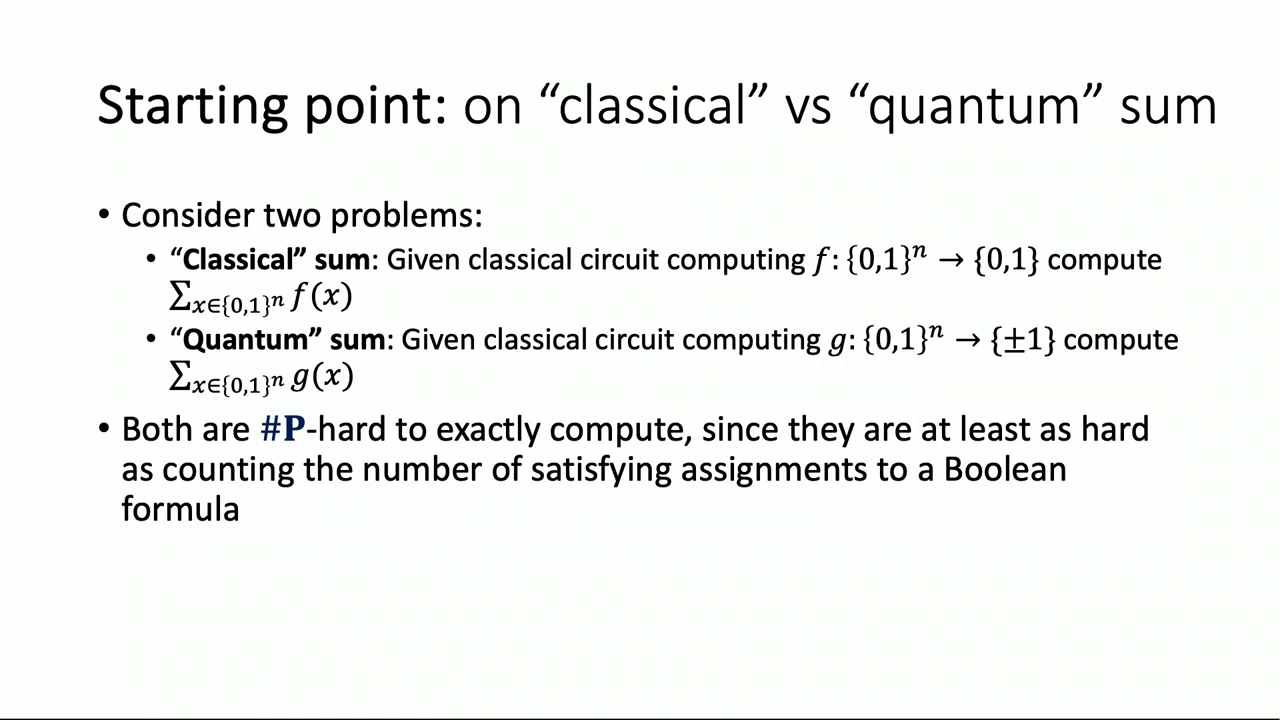 Starting point: on “classical” vs “quantum” sum
• Consider two problems:
• “Classical” sum: Given classical circuit computing 𝑓: {0,1}ⁿ → {0,1} compute
∑_{𝑥∈{0,1}ⁿ} 𝑓(𝑥)
• “Quantum” sum: Given classical circuit computing 𝑔: {0,1}ⁿ → {±1} compute
∑_{𝑥∈{0,1}ⁿ} 𝑔(𝑥)
• Both are #P-hard to exactly compute, since they are at least as hard
as counting the number of satisfying assignments to a Boolean
formula